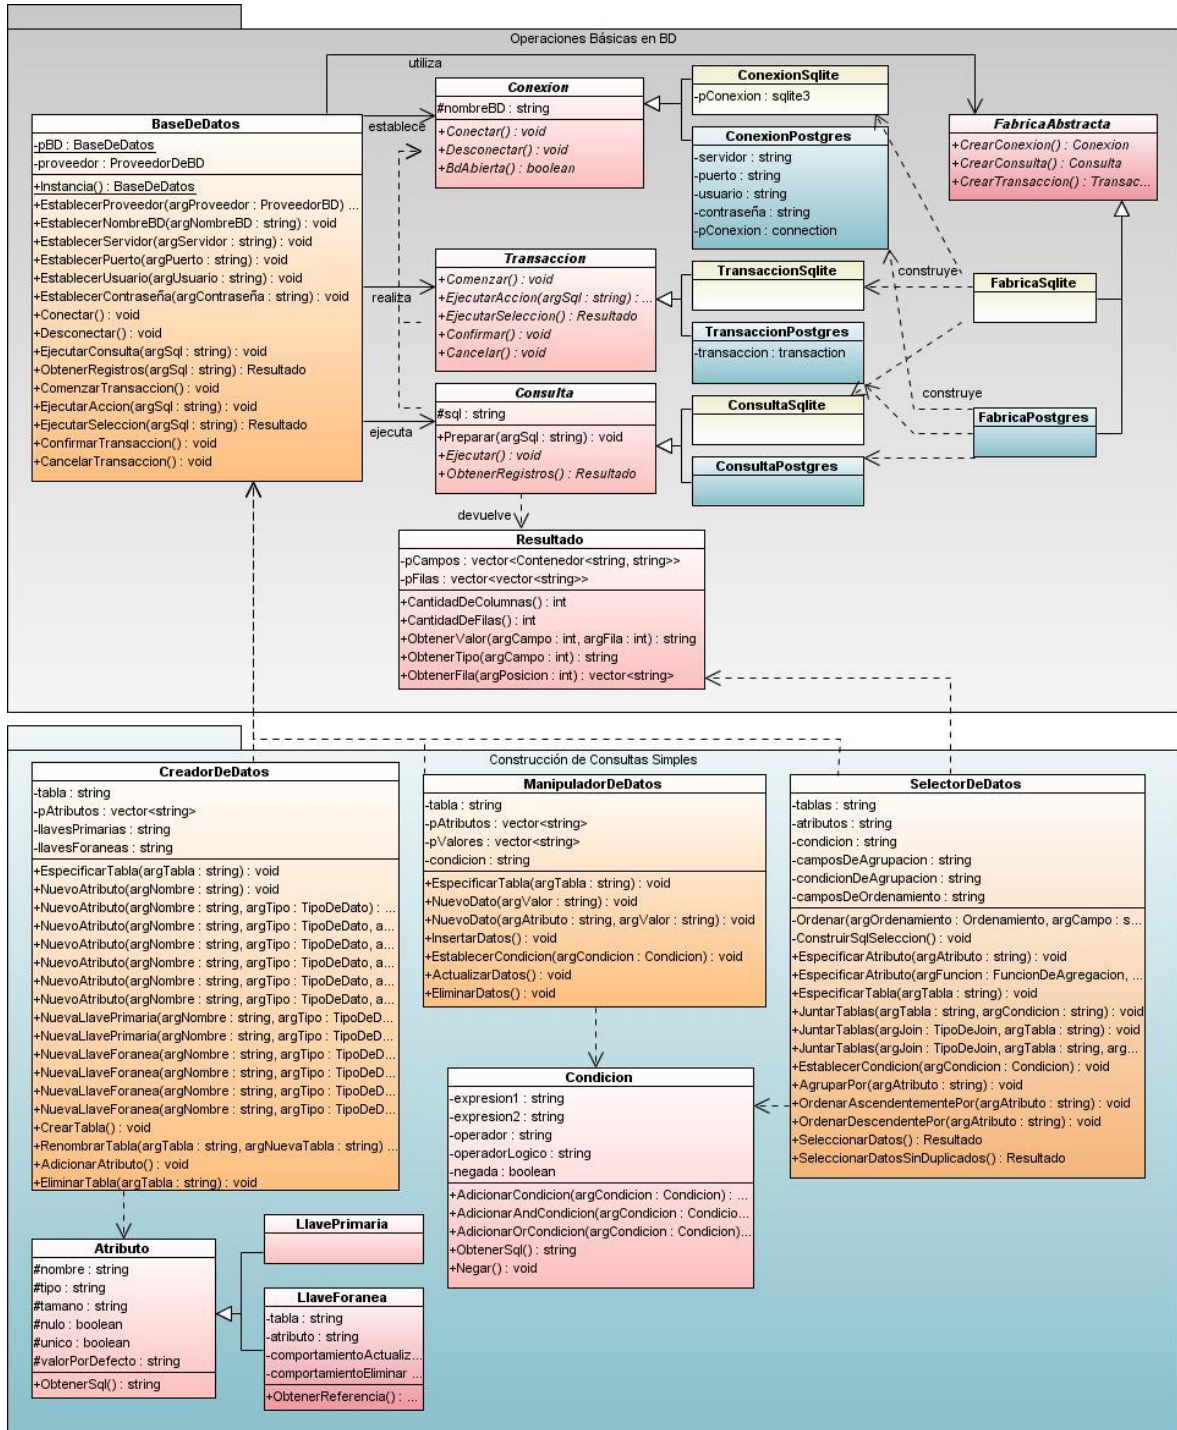 Operaciones Básicas en BD
utiliza
BaseDeDatos
-pBD : BaseDeDatos
-proveedor : ProveedorDeBD
+Instancia() : BaseDeDatos
+EstablecerProveedor(argProveedor : ProveedorBD) ...
+EstablecerNombreBD(argNombreBD : string) : void
+EstablecerServidor(argServidor : string) : void
+EstablecerPuerto(argPuerto : string) : void
+EstablecerUsuario(argUsuario : string) : void
+EstablecerContraseña(argContraseña : string) : void
+Conectar() : void
+Desconectar() : void
+EjecutarConsulta(argSql : string) : void
+ObtenerRegistros(argSql : string) : Resultado
+ComenzarTransaccion() : void
+EjecutarAccion(argSql : string) : void
+EjecutarSeleccion(argSql : string) : Resultado
+ConfirmarTransaccion() : void
+CancelarTransaccion() : void
establece
realiza
ejecuta
Conexion
#nombreBD : string
+Conectar() : void
+Desconectar() : void
+BdAbierta() : boolean
Transaccion
+Comenzar() : void
+EjecutarAccion(argSql : string) : ...
+EjecutarSeleccion() : Resultado
+Confirmar() : void
+Cancelar() : void
Consulta
#sql : string
+Preparar(argSql : string) : void
+Ejecutar() : void
+ObtenerRegistros() : Resultado
devuelve
ConexionSqlite
-pConexion : sqlite3
ConexionPostgres
-servidor : string
-puerto : string
-usuario : string
-contraseña : string
-pConexion : connection
TransaccionSqlite
TransaccionPostgres
-transaccion : transaction
ConsultaSqlite
ConsultaPostgres
construye
construye
FabricaAbstracta
+CrearConexion() : Conexion
+CrearConsulta() : Consulta
+CrearTransaccion() : Transac...
FabricaSqlite
FabricaPostgres
Resultado
-pCampos : vector<Contenedor<string, string>>
-pFilas : vector<vector<string>>
+CantidadDeColumnas() : int
+CantidadDeFilas() : int
+ObtenerValor(argCampo : int, argFila : int) : string
+ObtenerTipo(argCampo : int) : string
+ObtenerFila(argPosicion : int) : vector<string>
Construcción de Consultas Simples
CreadorDeDatos
-tabla : string
-pAtributos : vector<string>
-llavesPrimarias : string
-llavesForaneas : string
+EspecificarTabla(argTabla : string) : void
+NuevoAtributo(argNombre : string) : void
+NuevoAtributo(argNombre : string, argTipo : TipoDeDato) : ...
+NuevoAtributo(argNombre : string, argTipo : TipoDeDato, a...
+NuevoAtributo(argNombre : string, argTipo : TipoDeDato, a...
+NuevoAtributo(argNombre : string, argTipo : TipoDeDato, a...
+NuevoAtributo(argNombre : string, argTipo : TipoDeDato, a...
+NuevoAtributo(argNombre : string, argTipo : TipoDeDato, a...
+NuevaLlavePrimaria(argNombre : string, argTipo : TipoDeD...
+NuevaLlavePrimaria(argNombre : string, argTipo : TipoDeD...
+NuevaLlaveForanea(argNombre : string, argTipo : TipoDeD...
+NuevaLlaveForanea(argNombre : string, argTipo : TipoDeD...
+NuevaLlaveForanea(argNombre : string, argTipo : TipoDeD...
+NuevaLlaveForanea(argNombre : string, argTipo : TipoDeD...
+CrearTabla() : void
+RenombrarTabla(argTabla : string, argNuevaTabla : string) ...
+AdicionarAtributo() : void
+EliminarTabla(argTabla : string) : void
ManipuladorDeDatos
-tabla : string
-pAtributos : vector<string>
-pValores : vector<string>
-condicion : string
+EspecificarTabla(argTabla : string) : void
+NuevoDato(argValor : string) : void
+NuevoDato(argAtributo : string, argValor : string) : void
+InsertarDatos() : void
+EstablecerCondicion(argCondicion : Condicion) : void
+ActualizarDatos() : void
+EliminarDatos() : void
SelectorDeDatos
-tablas : string
-atributos : string
-condicion : string
-camposDeAgrupacion : string
-condicionDeAgrupacion : string
-camposDeOrdenamiento : string
-Ordenar(argOrdenamiento : Ordenamiento, argCampo : s...
-ConstruirSqlSeleccion() : void
+EspecificarAtributo(argAtributo : string) : void
+EspecificarAtributo(argFuncion : FuncionDeAgregacion, ...
+EspecificarTabla(argTabla : string) : void
+JuntarTablas(argTabla : string, argCondicion : string) : void
+JuntarTablas(argJoin : TipoDeJoin, argTabla : string) : void
+JuntarTablas(argJoin : TipoDeJoin, argTabla : string, arg...
+EstablecerCondicion(argCondicion : Condicion) : void
+AgruparPor(argAtributo : string) : void
+OrdenarAscendentementePor(argAtributo : string) : void
+OrdenarDescendentePor(argAtributo : string) : void
+SeleccionarDatos() : Resultado
+SeleccionarDatosSinDuplicados() : Resultado
Condicion
-expresion1 : string
-expresion2 : string
-operador : string
-operadorLogico : string
-negada : boolean
+AdicionarCondicion(argCondicion : Condicion) : ...
+AdicionarAndCondicion(argCondicion : Condicio...
+AdicionarOrCondicion(argCondicion : Condicion)...
+ObtenerSql() : string
+Negar() : void
Atributo
#nombre : string
#tipo : string
#tamano : string
#nulo : boolean
#unico : boolean
#valorPorDefecto : string
+ObtenerSql() : string
LlavePrimaria
LlaveForanea
-tabla : string
-atributo : string
-comportamientoActualiz...
-comportamientoEliminar ...
+ObtenerReferencia() : ...